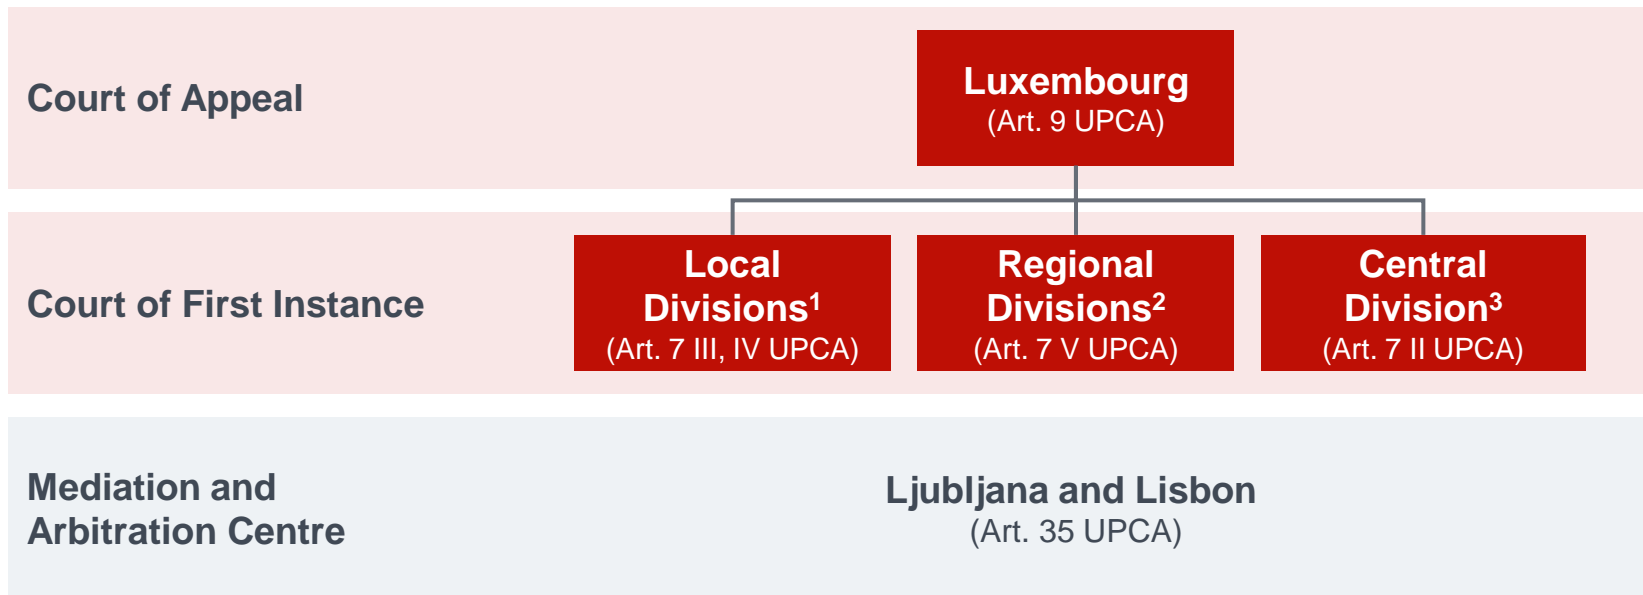 Court of Appeal
Luxembourg
(Art. 9 UPCA)
Court of First Instance
Local
Divisions¹
(Art. 7 III, IV UPCA)
Regional
Divisions²
(Art. 7 V UPCA)
Central
Division³
(Art. 7 II UPCA)
Mediation and
Arbitration Centre
Ljubljana and Lisbon
(Art. 35 UPCA)